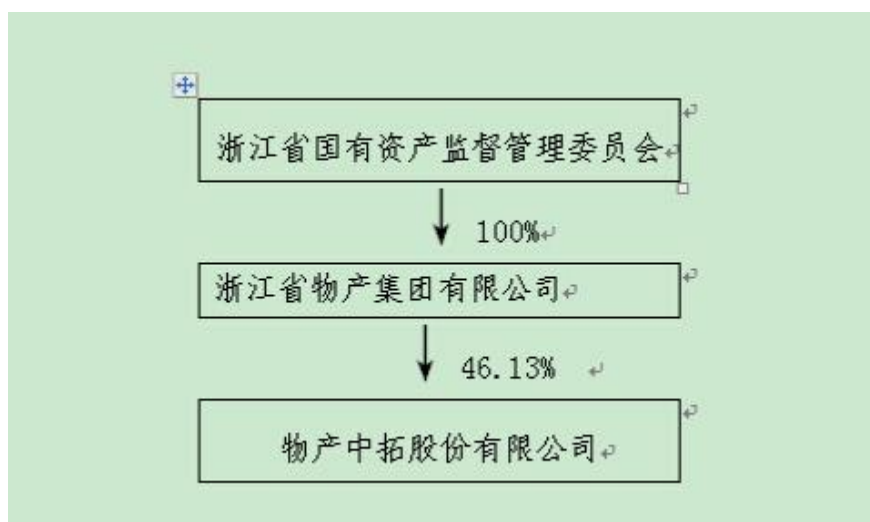 浙江省国有资产监督管理委员会
100%
浙江省物产集团有限公司
46.13%
物产中拓股份有限公司